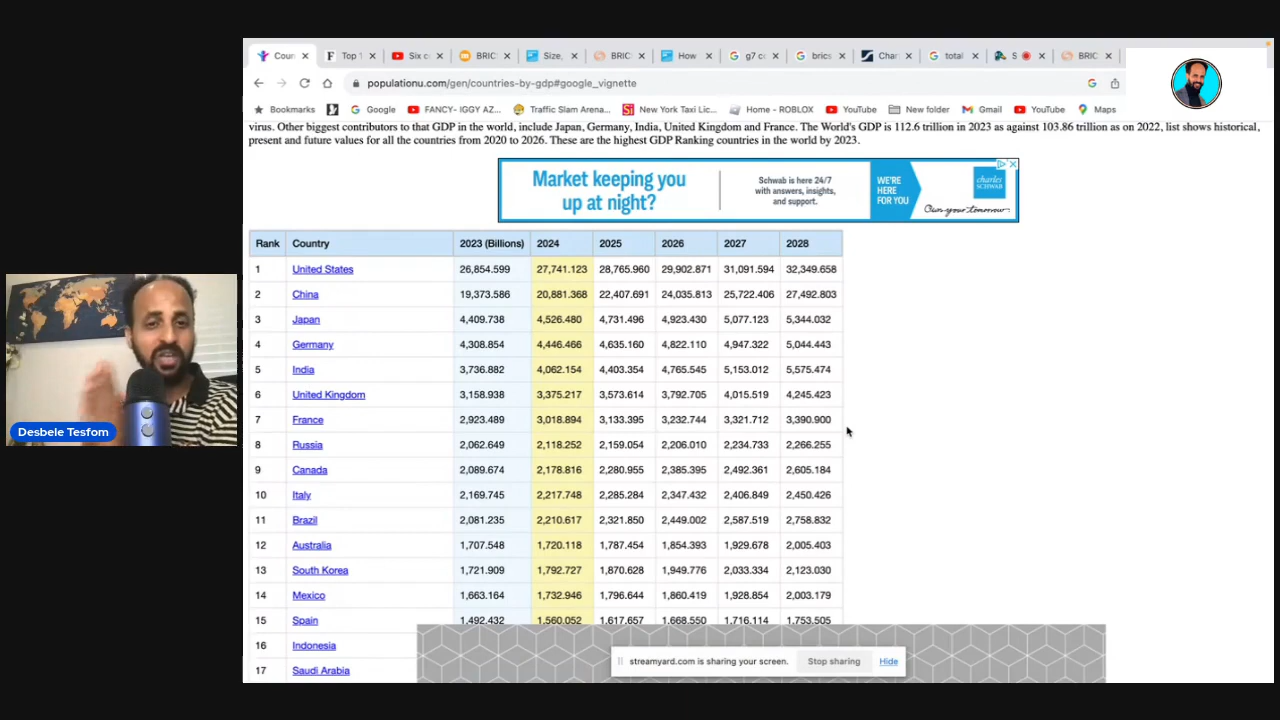 Coun
Top 1
Six c
BRIC
Size,
BRIC
How
g7 c
brics
Char
total
S
BRIC
populationu.com/gen/countries-by-gdp#google_vignette
Bookmarks
Google
FANCY- IGGY AZ...
Traffic Slam Arena...
New York Taxi Lic...
Home - ROBLOX
YouTube
New folder
Gmail
YouTube
Maps
virus. Other biggest contributors to that GDP in the world, include Japan, Germany, India, United Kingdom and France. The World's GDP is 112.6 trillion in 2023 as against 103.86 trillion as on 2022, list shows historical,
present and future values for all the countries from 2020 to 2026. These are the highest GDP Ranking countries in the world by 2023.
Market keeping you
up at night?
Schwab is here 24/7
with answers, insights,
and support.
WE'RE
HERE
FOR YOU
charles
SCHWAB
Own your tomorrow.
Rank Country 2023 (Billions) 2024 2025 2026 2027 2028
1 United States 26,854.599 27,741.123 28,765.960 29,902.871 31,091.594 32,349.658
2 China 19,373.586 20,881.368 22,407.691 24,035.813 25,722.406 27,492.803
3 Japan 4,409.738 4,526.480 4,731.496 4,923.430 5,077.123 5,344.032
4 Germany 4,308.854 4,446.466 4,635.160 4,822.110 4,947.322 5,044.443
5 India 3,736.882 4,062.154 4,403.354 4,765.545 5,153.012 5,575.474
6 United Kingdom 3,158.938 3,375.217 3,573.614 3,792.705 4,015.519 4,245.423
7 France 2,923.489 3,018.894 3,133.395 3,232.744 3,321.712 3,390.900
8 Russia 2,062.649 2,118.252 2,159.054 2,206.010 2,234.733 2,266.255
9 Canada 2,089.674 2,178.816 2,280.955 2,385.395 2,492.361 2,605.184
10 Italy 2,169.745 2,217.748 2,285.284 2,347.432 2,406.849 2,450.426
11 Brazil 2,081.235 2,210.617 2,321.850 2,449.002 2,587.519 2,758.832
12 Australia 1,707.548 1,720.118 1,787.454 1,854.393 1,929.678 2,005.403
13 South Korea 1,721.909 1,792.727 1,870.628 1,949.776 2,033.334 2,123.030
14 Mexico 1,663.164 1,732.946 1,796.644 1,860.419 1,928.854 2,003.179
15 Spain 1,492.432 1,560.052 1,617.657 1,668.550 1,716.114 1,753.505
16 Indonesia
17 Saudi Arabia
streamyard.com is sharing your screen.
Stop sharing
Hide
Desbele Tesfom